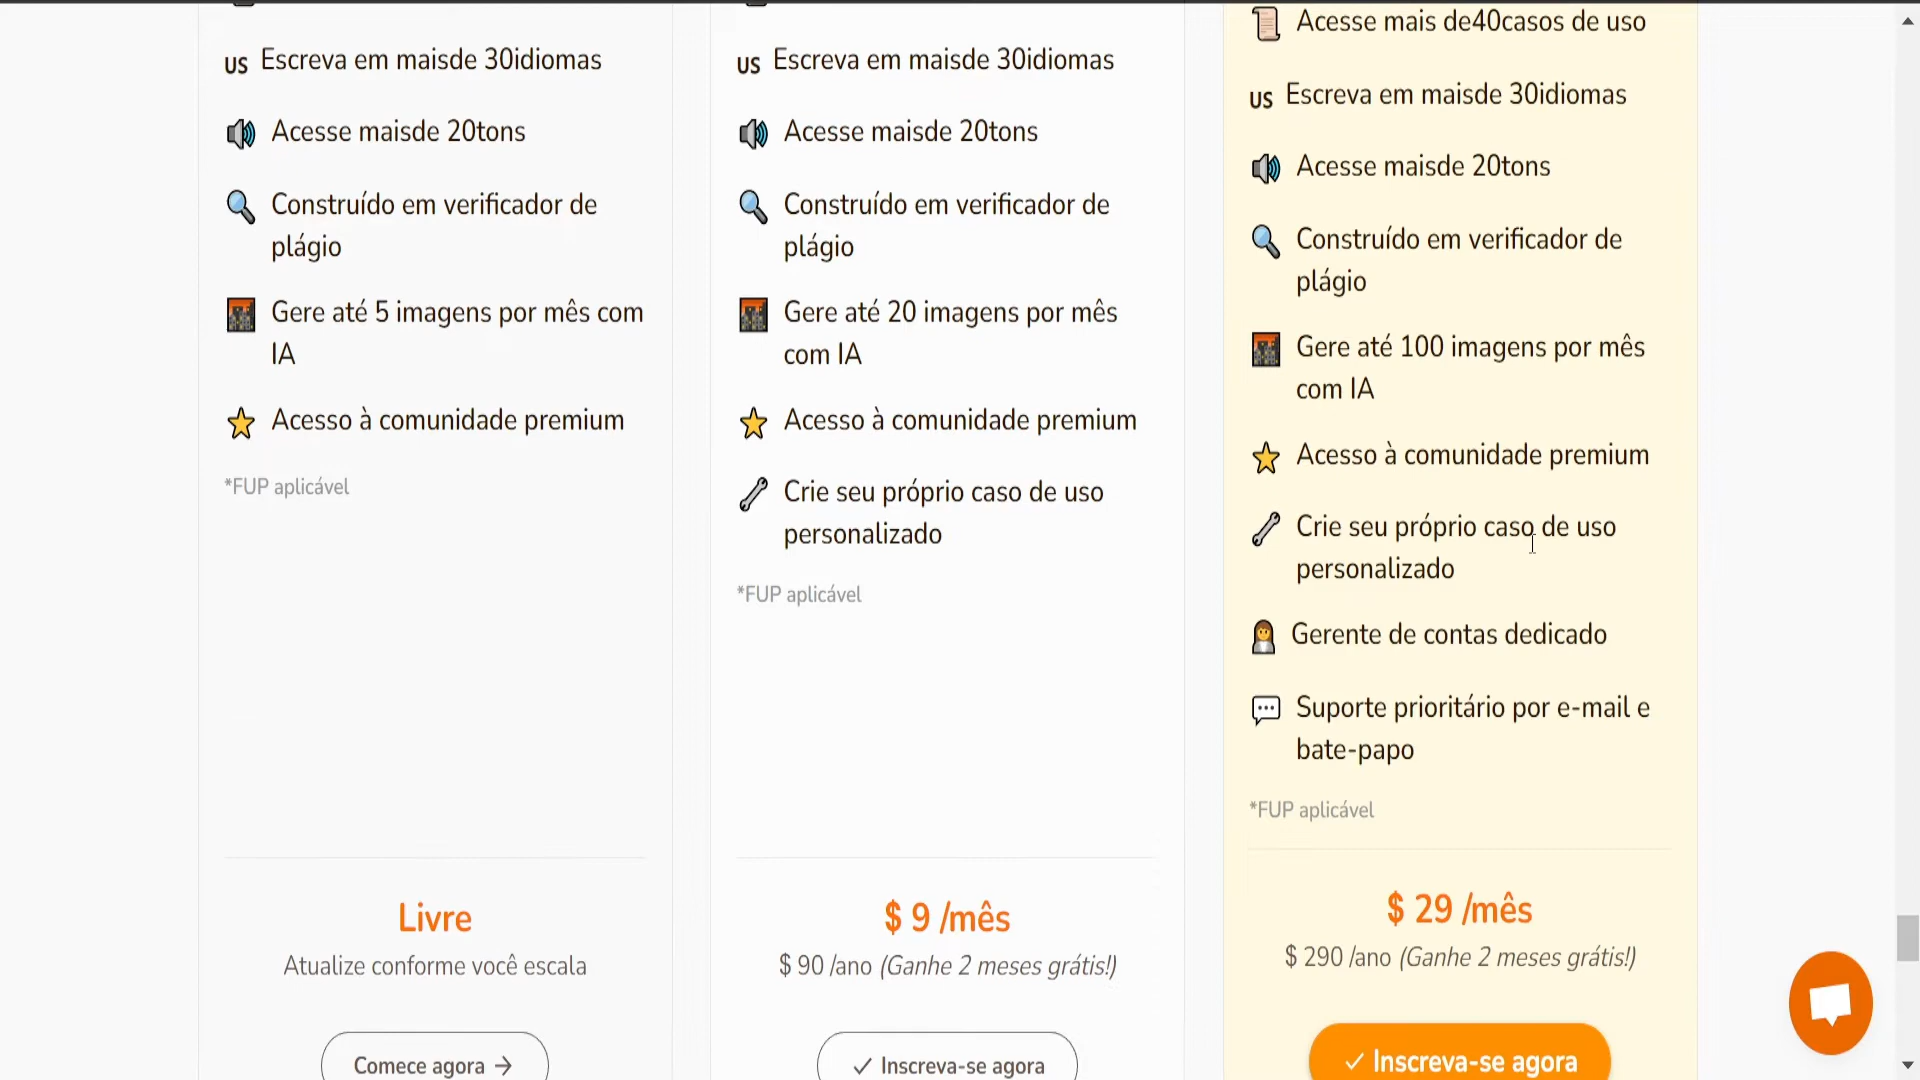 US Escreva em maisde 30idiomas
Acesse maisde 20tons
Construído em verificador de
plágio
Gere até 5 imagens por mês com
IA
Acesso à comunidade premium
*FUP aplicável
Livre
Atualize conforme você escala
Comece agora →
US Escreva em maisde 30idiomas
Acesse maisde 20tons
Construído em verificador de
plágio
Gere até 20 imagens por mês
com IA
Acesso à comunidade premium
Crie seu próprio caso de uso
personalizado
*FUP aplicável
$ 9 /mês
$ 90 /ano (Ganhe 2 meses grátis!)
✓ Inscreva-se agora
Acesse mais de40casos de uso
US Escreva em maisde 30idiomas
Acesse maisde 20tons
Construído em verificador de
plágio
Gere até 100 imagens por mês
com IA
Acesso à comunidade premium
Crie seu próprio caso de uso
personalizado
Gerente de contas dedicado
Suporte prioritário por e-mail e
bate-papo
*FUP aplicável
$ 29 /mês
$ 290 /ano (Ganhe 2 meses grátis!)
✓ Inscreva-se agora